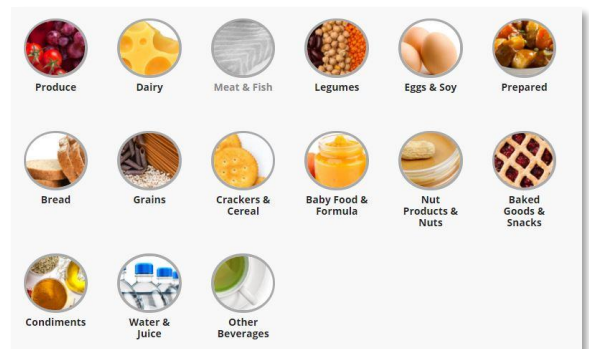 Produce
Dairy
Meat & Fish
Legumes
Eggs & Soy
Prepared
Bread
Grains
Crackers &
Cereal
Baby Food &
Formula
Nut
Products &
Nuts
Baked
Goods &
Snacks
Condiments
Water &
Juice
Other
Beverages